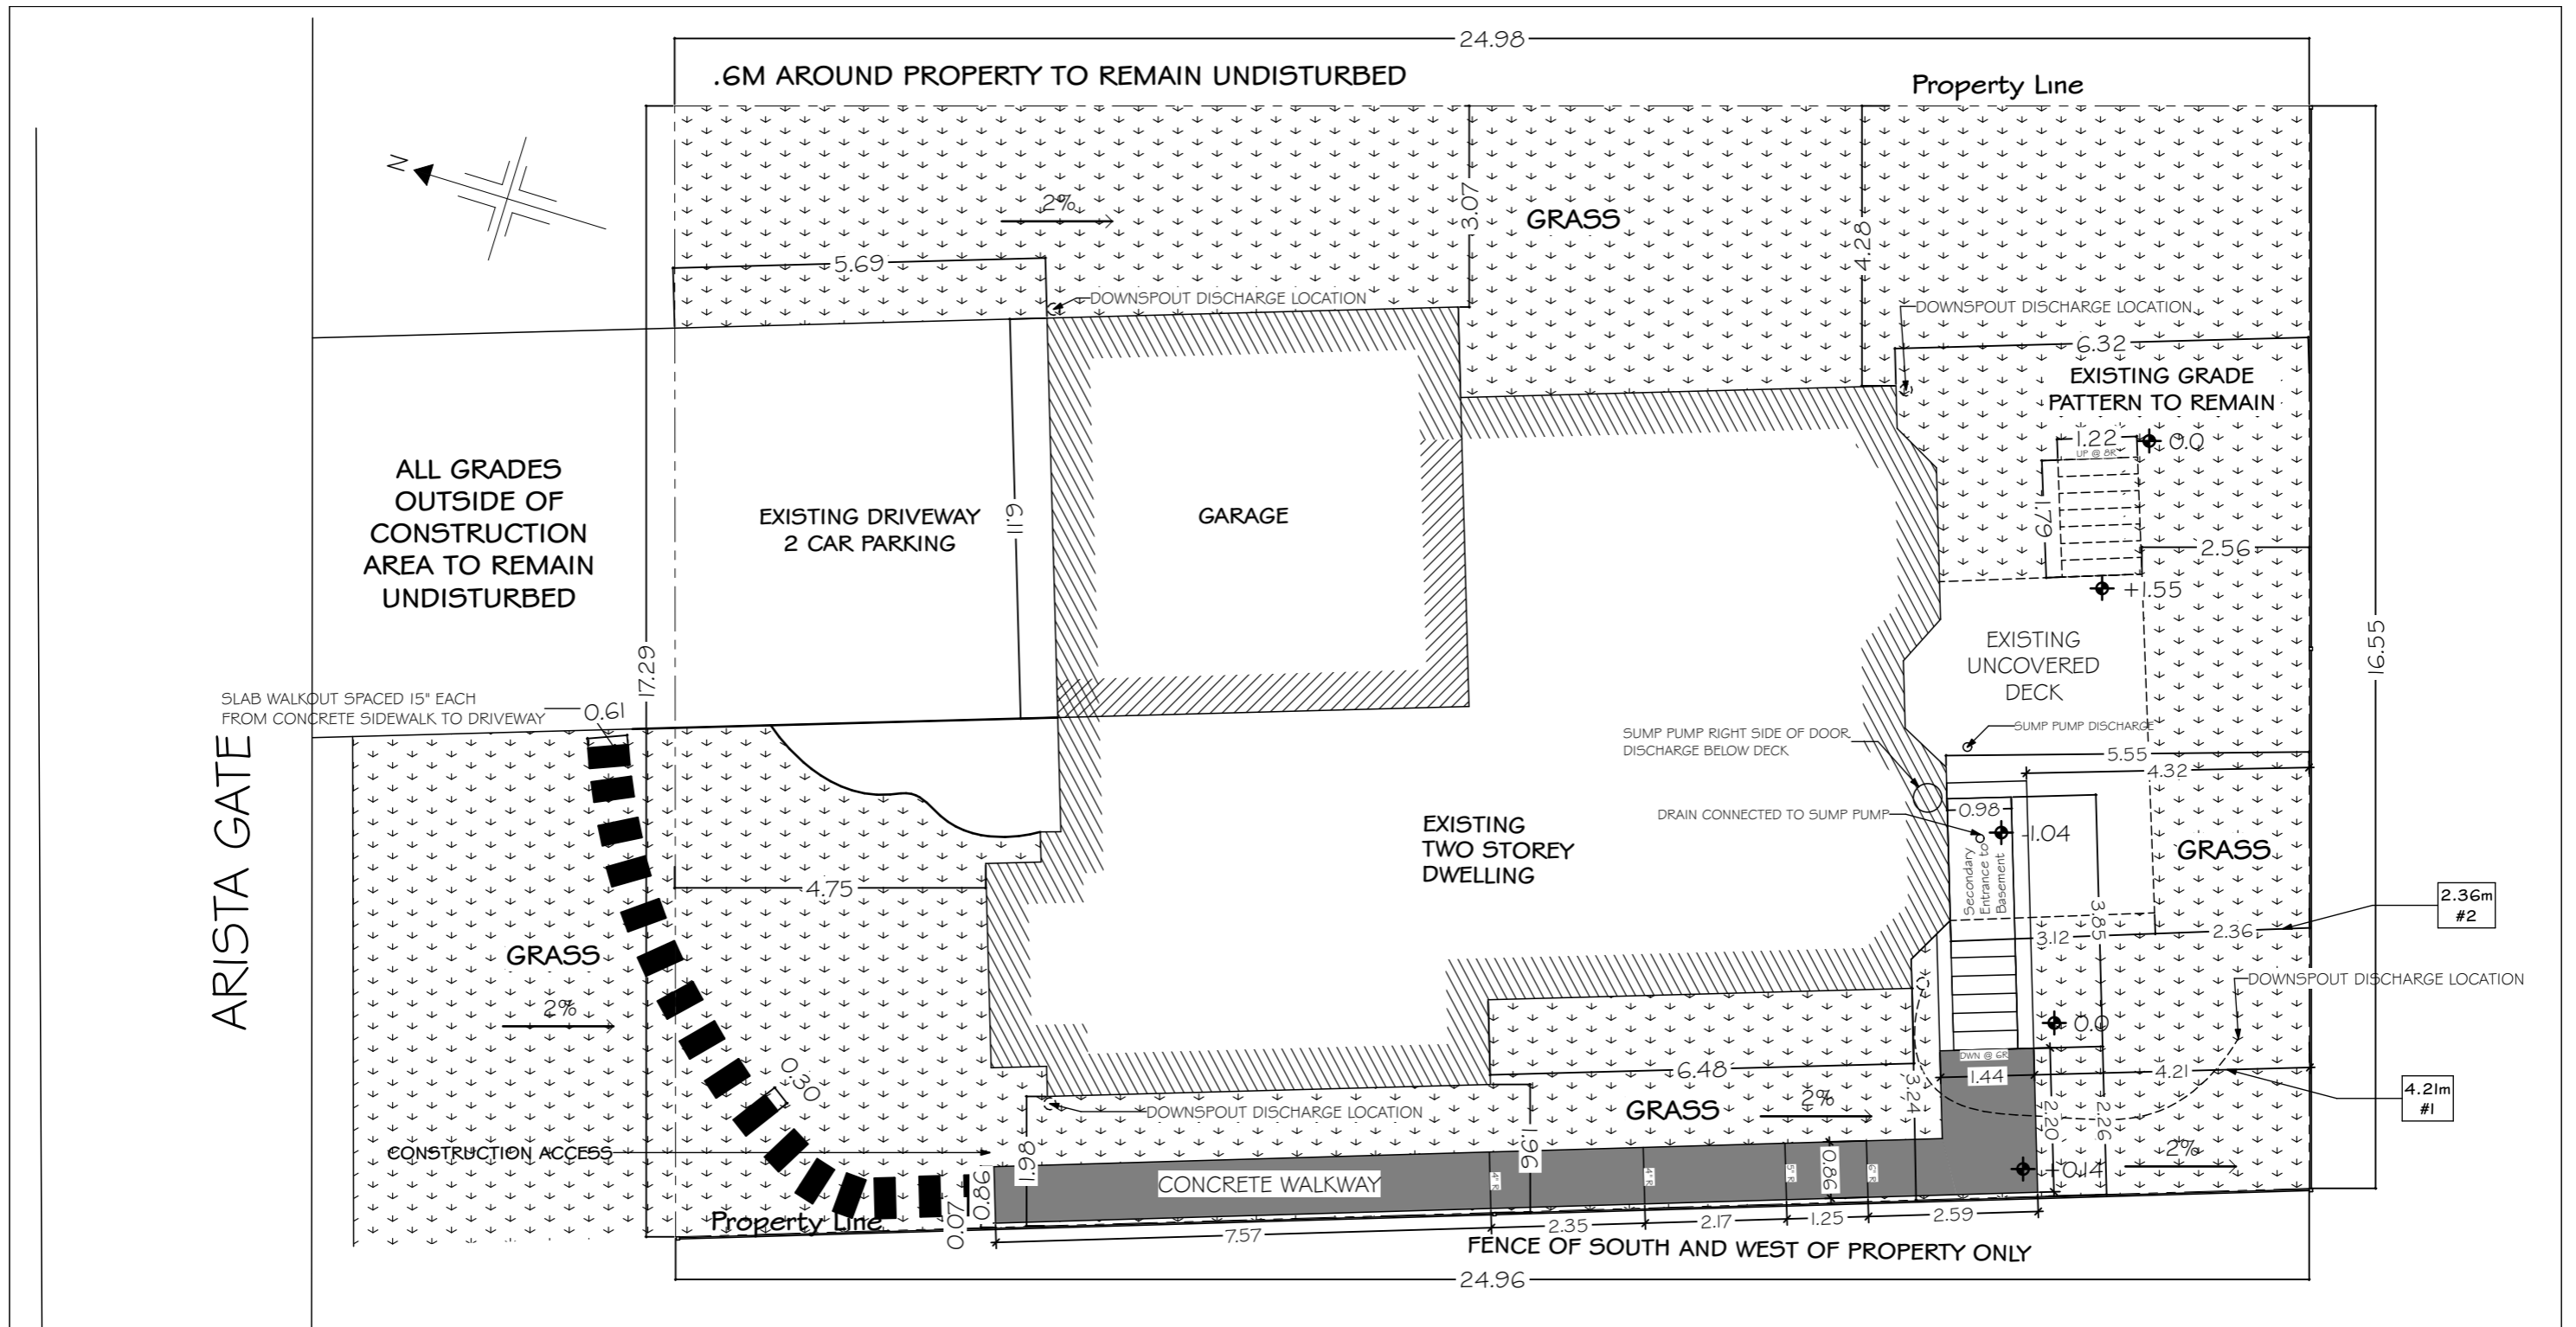 24.98
.6M AROUND PROPERTY TO REMAIN UNDISTURBED
Property Line
N
2%
3.07
GRASS
4.28
5.69
DOWNSPOUT DISCHARGE LOCATION
DOWNSPOUT DISCHARGE LOCATION
6.32
EXISTING GRADE
PATTERN TO REMAIN
1.22
UP @ 8R
0.0
1.79
2.56
+1.55
ALL GRADES
OUTSIDE OF
CONSTRUCTION
AREA TO REMAIN
UNDISTURBED
EXISTING DRIVEWAY
2 CAR PARKING
6.11
GARAGE
17.29
16.55
EXISTING
UNCOVERED
DECK
SLAB WALKOUT SPACED 15" EACH
FROM CONCRETE SIDEWALK TO DRIVEWAY
0.61
SUMP PUMP RIGHT SIDE OF DOOR
DISCHARGE BELOW DECK
SUMP PUMP DISCHARGE
5.55
4.32
0.98
DRAIN CONNECTED TO SUMP PUMP
-1.04
Secondary
Entrance to
Basement
EXISTING
TWO STOREY
DWELLING
GRASS
ARISTA GATE
4.75
2.36m
#2
3.85
3.12
2.36
GRASS
2%
DOWNSPOUT DISCHARGE LOCATION
0.0
DWN @ 6R
0.30
6.48
1.44
4.21
4.21m
#1
3.24
2.20
2.26
DOWNSPOUT DISCHARGE LOCATION
GRASS
2%
CONSTRUCTION ACCESS
1.98
1.96
0.86
+0.14
2%
0.86
CONCRETE WALKWAY
4" R
4" R
5" R
6" R
Property Line
0.07
7.57
2.35
2.17
1.25
2.59
FENCE OF SOUTH AND WEST OF PROPERTY ONLY
24.96